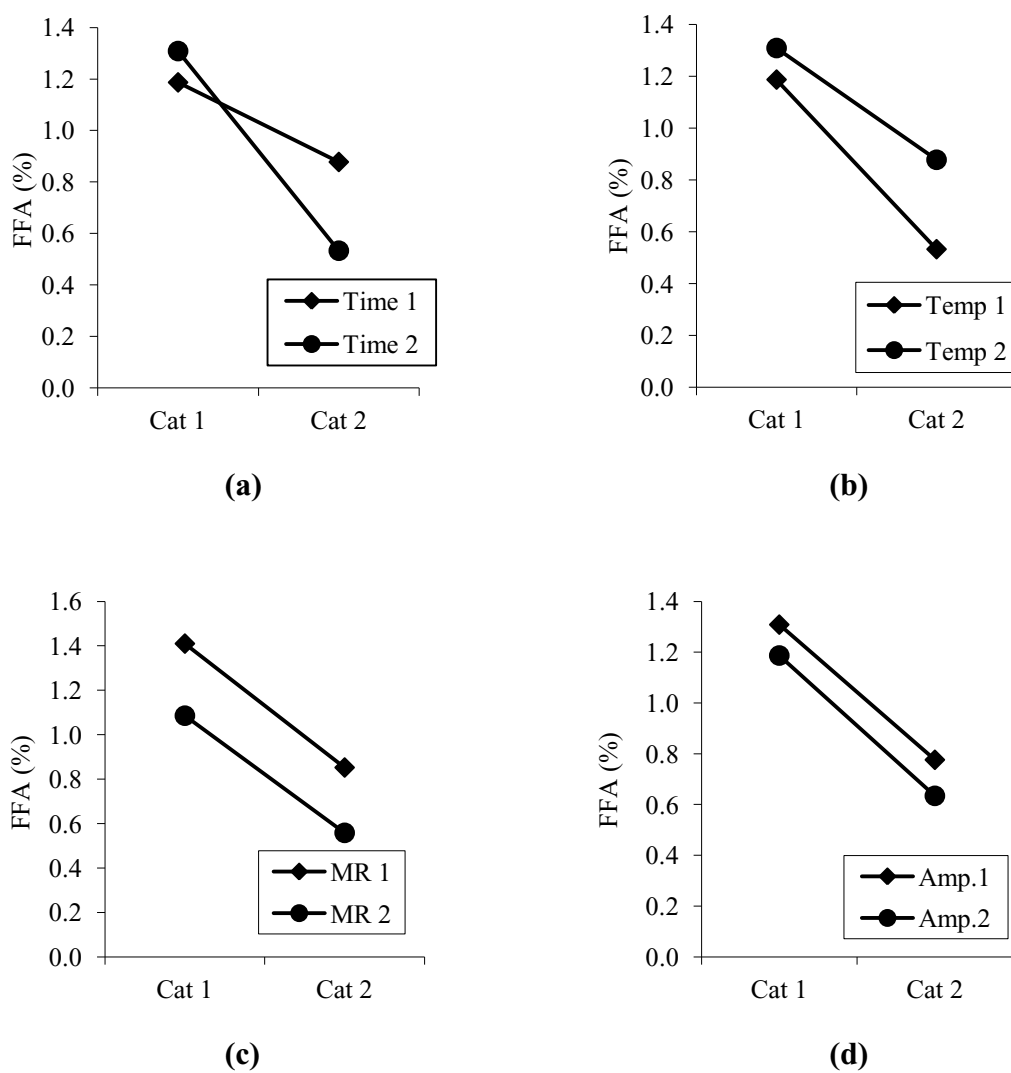 FFA (%)
1.4
1.2
1.0
0.8
0.6
0.4
0.2
0.0
Time 1
Time 2
Cat 1
Cat 2
(a)
FFA (%)
1.4
1.2
1.0
0.8
0.6
0.4
0.2
0.0
Temp 1
Temp 2
Cat 1
Cat 2
(b)
FFA (%)
1.6
1.4
1.2
1.0
0.8
0.6
0.4
0.2
0.0
MR 1
MR 2
Cat 1
Cat 2
(c)
FFA (%)
1.4
1.2
1.0
0.8
0.6
0.4
0.2
0.0
Amp.1
Amp.2
Cat 1
Cat 2
(d)